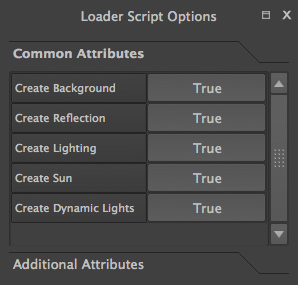 Loader Script Options X
Common Attributes
Create Background True
Create Reflection True
Create Lighting True
Create Sun True
Create Dynamic Lights True
Additional Attributes